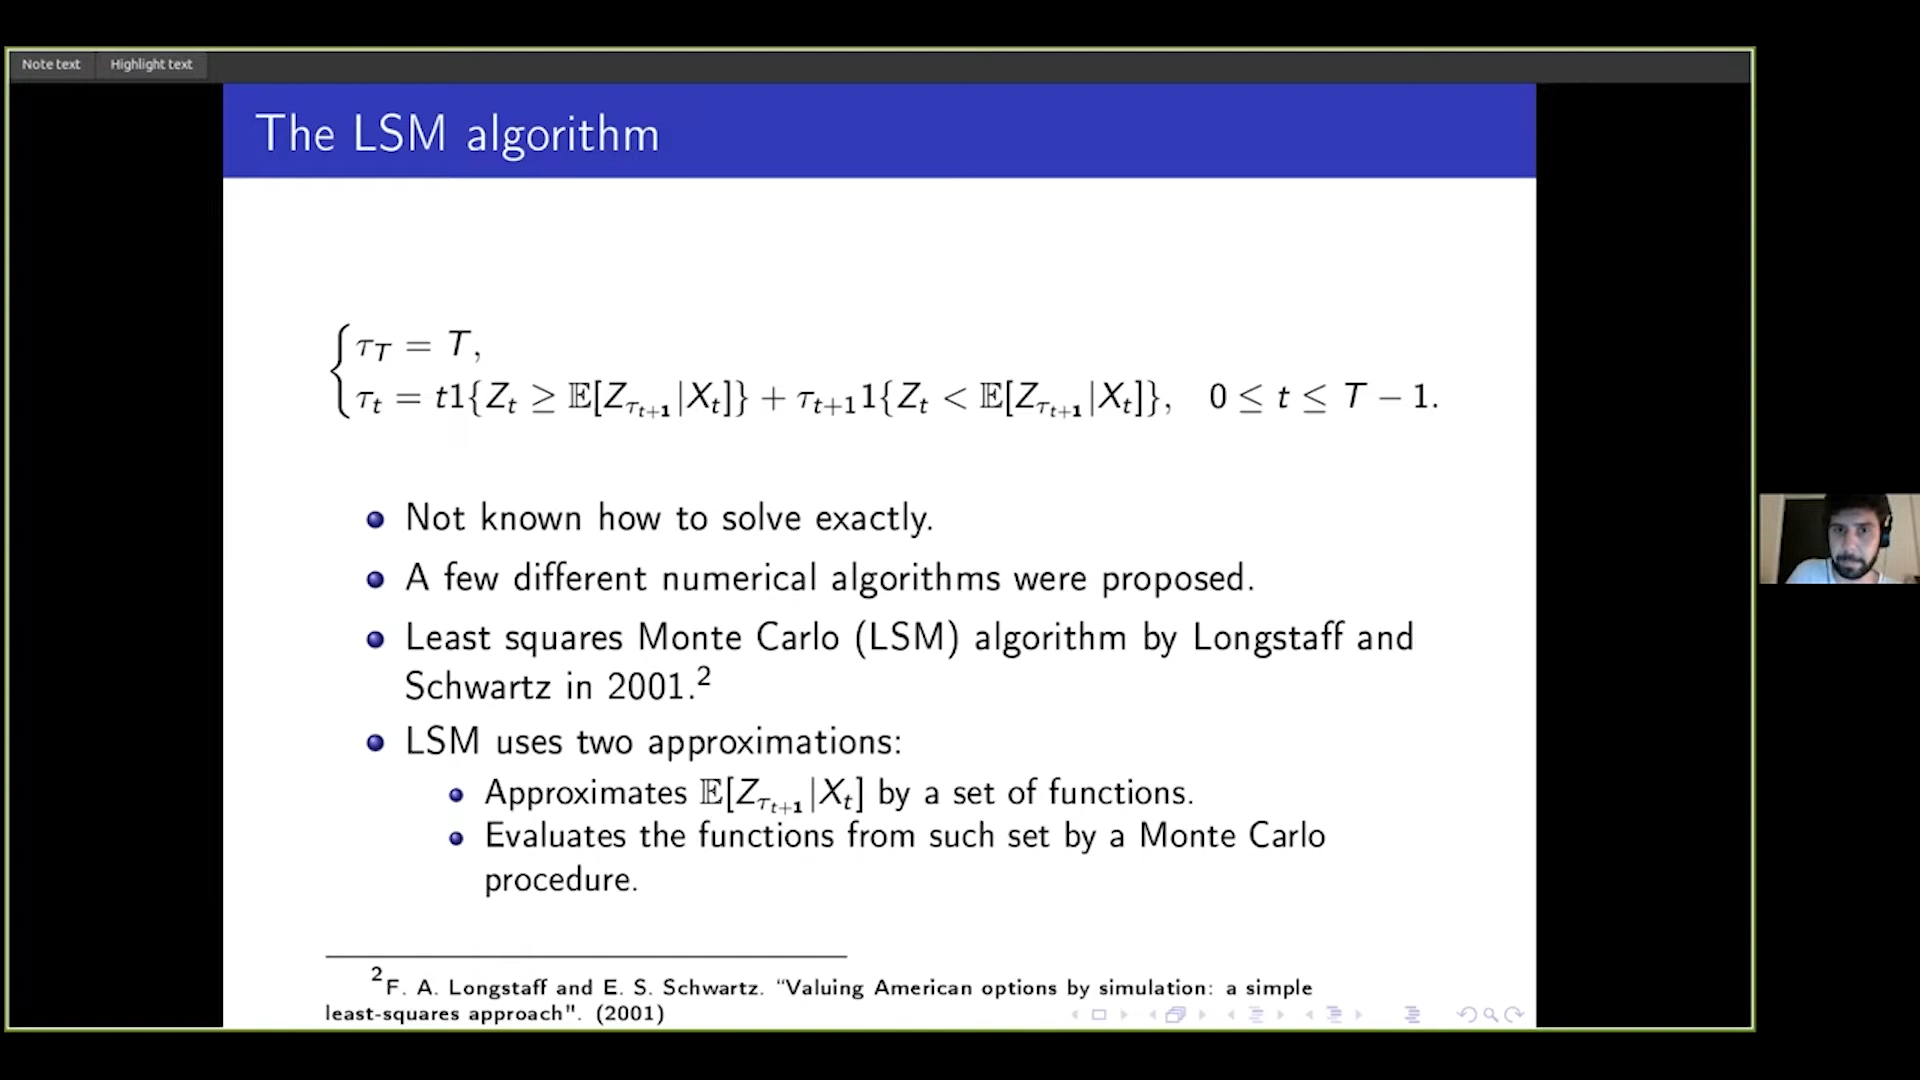 Note text Highlight text
The LSM algorithm
τ_T = T,
τ_t = t1{Z_t ≥ 𝔼[Z_{τ_{t+1}}|X_t]} + τ_{t+1}1{Z_t < 𝔼[Z_{τ_{t+1}}|X_t]}, 0 ≤ t ≤ T − 1.
Not known how to solve exactly.
A few different numerical algorithms were proposed.
Least squares Monte Carlo (LSM) algorithm by Longstaff and
Schwartz in 2001.²
LSM uses two approximations:
Approximates 𝔼[Z_{τ_{t+1}}|X_t] by a set of functions.
Evaluates the functions from such set by a Monte Carlo
procedure.
²F. A. Longstaff and E. S. Schwartz. “Valuing American options by simulation: a simple
least-squares approach". (2001)